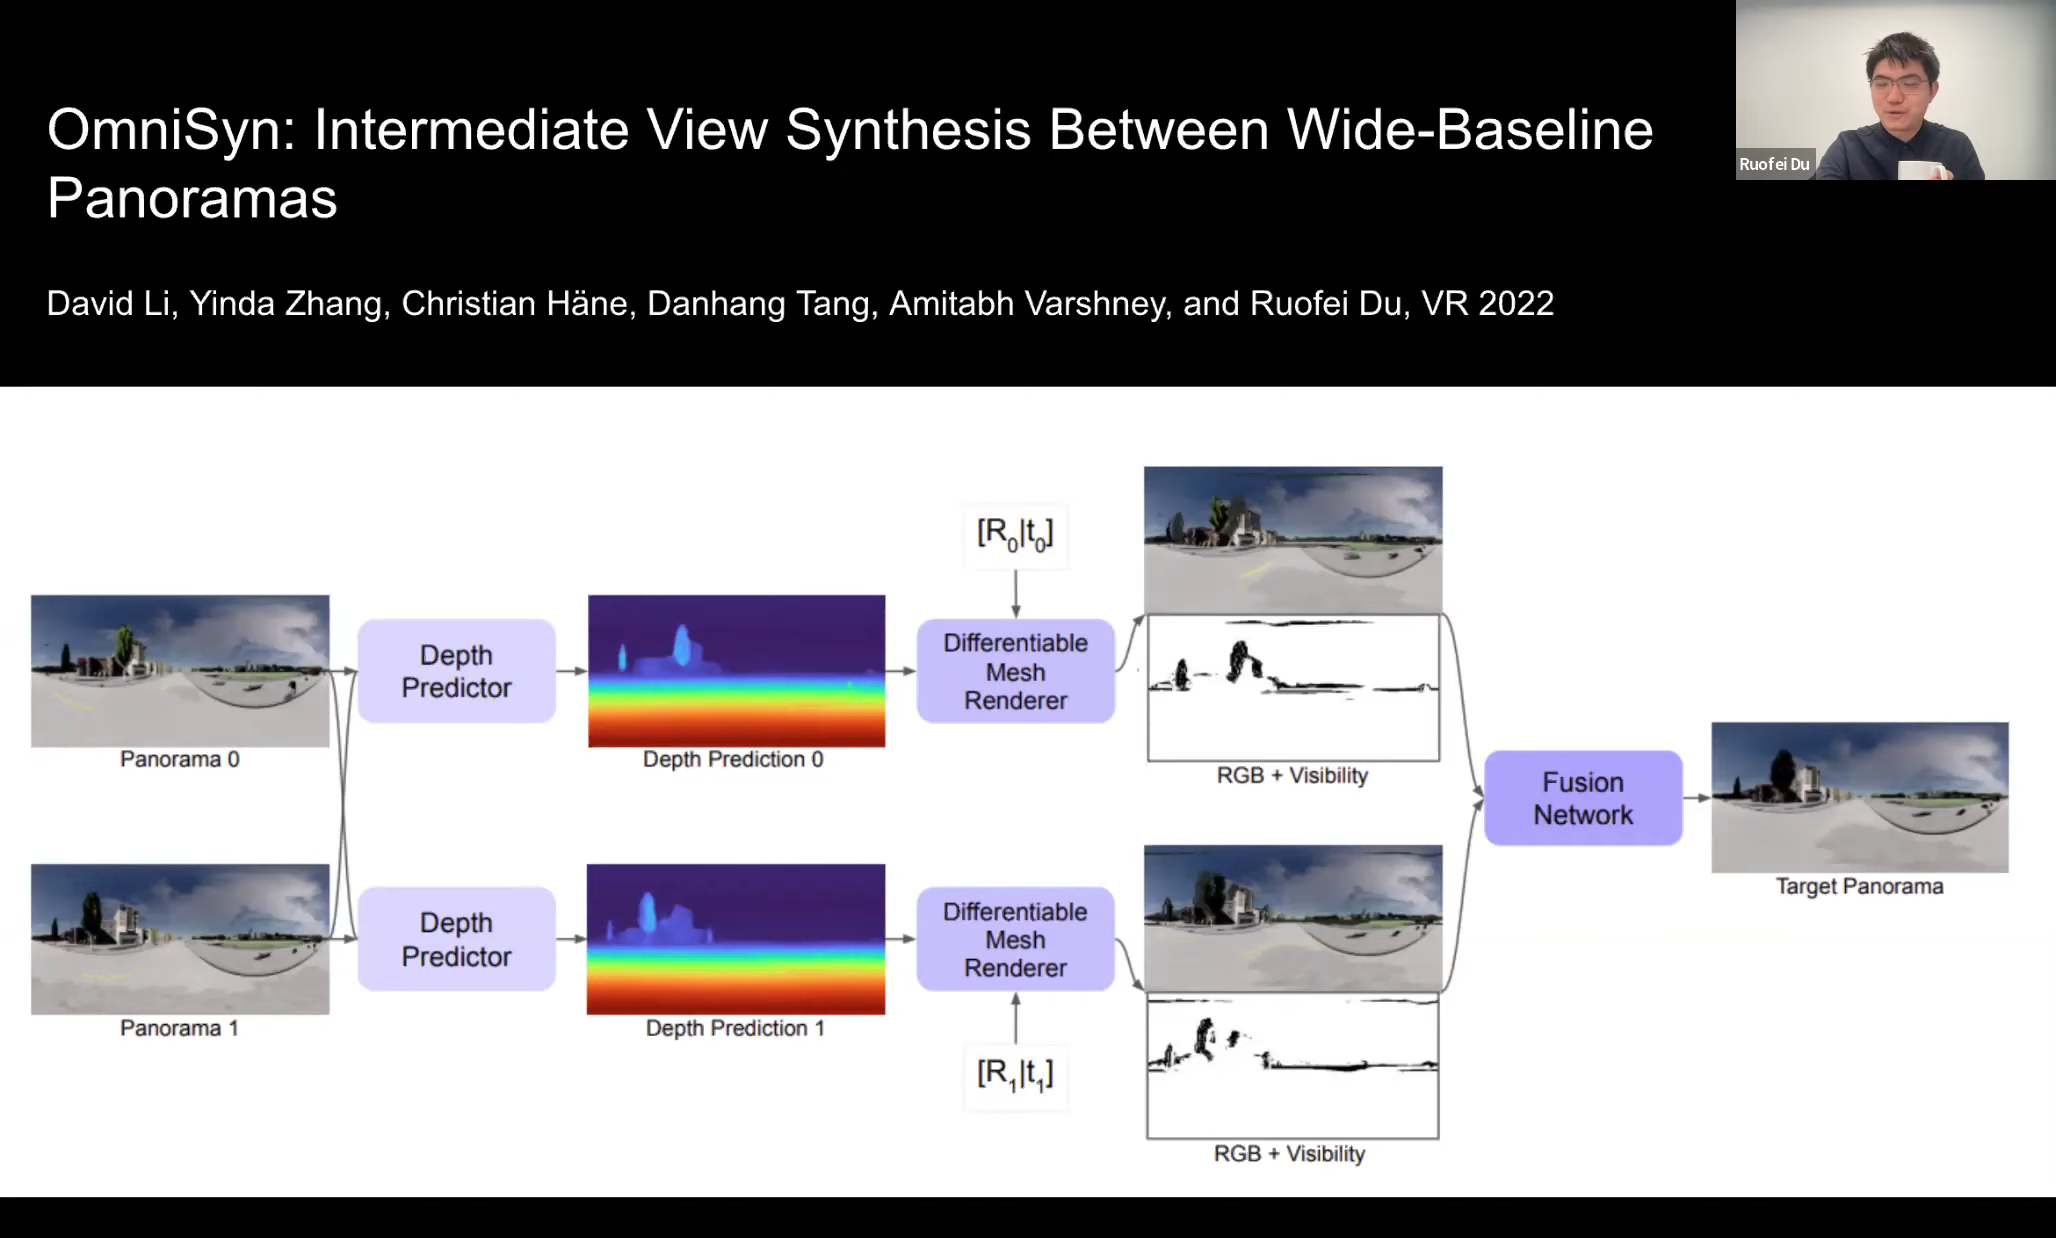 OmniSyn: Intermediate View Synthesis Between Wide-Baseline
Panoramas
Ruofei Du
David Li, Yinda Zhang, Christian Häne, Danhang Tang, Amitabh Varshney, and Ruofei Du, VR 2022
[R0|t0]
Depth
Predictor
Differentiable
Mesh
Renderer
Panorama 0
Depth Prediction 0
RGB + Visibility
Fusion
Network
Target Panorama
Depth
Predictor
Differentiable
Mesh
Renderer
Panorama 1
Depth Prediction 1
[R1|t1]
RGB + Visibility